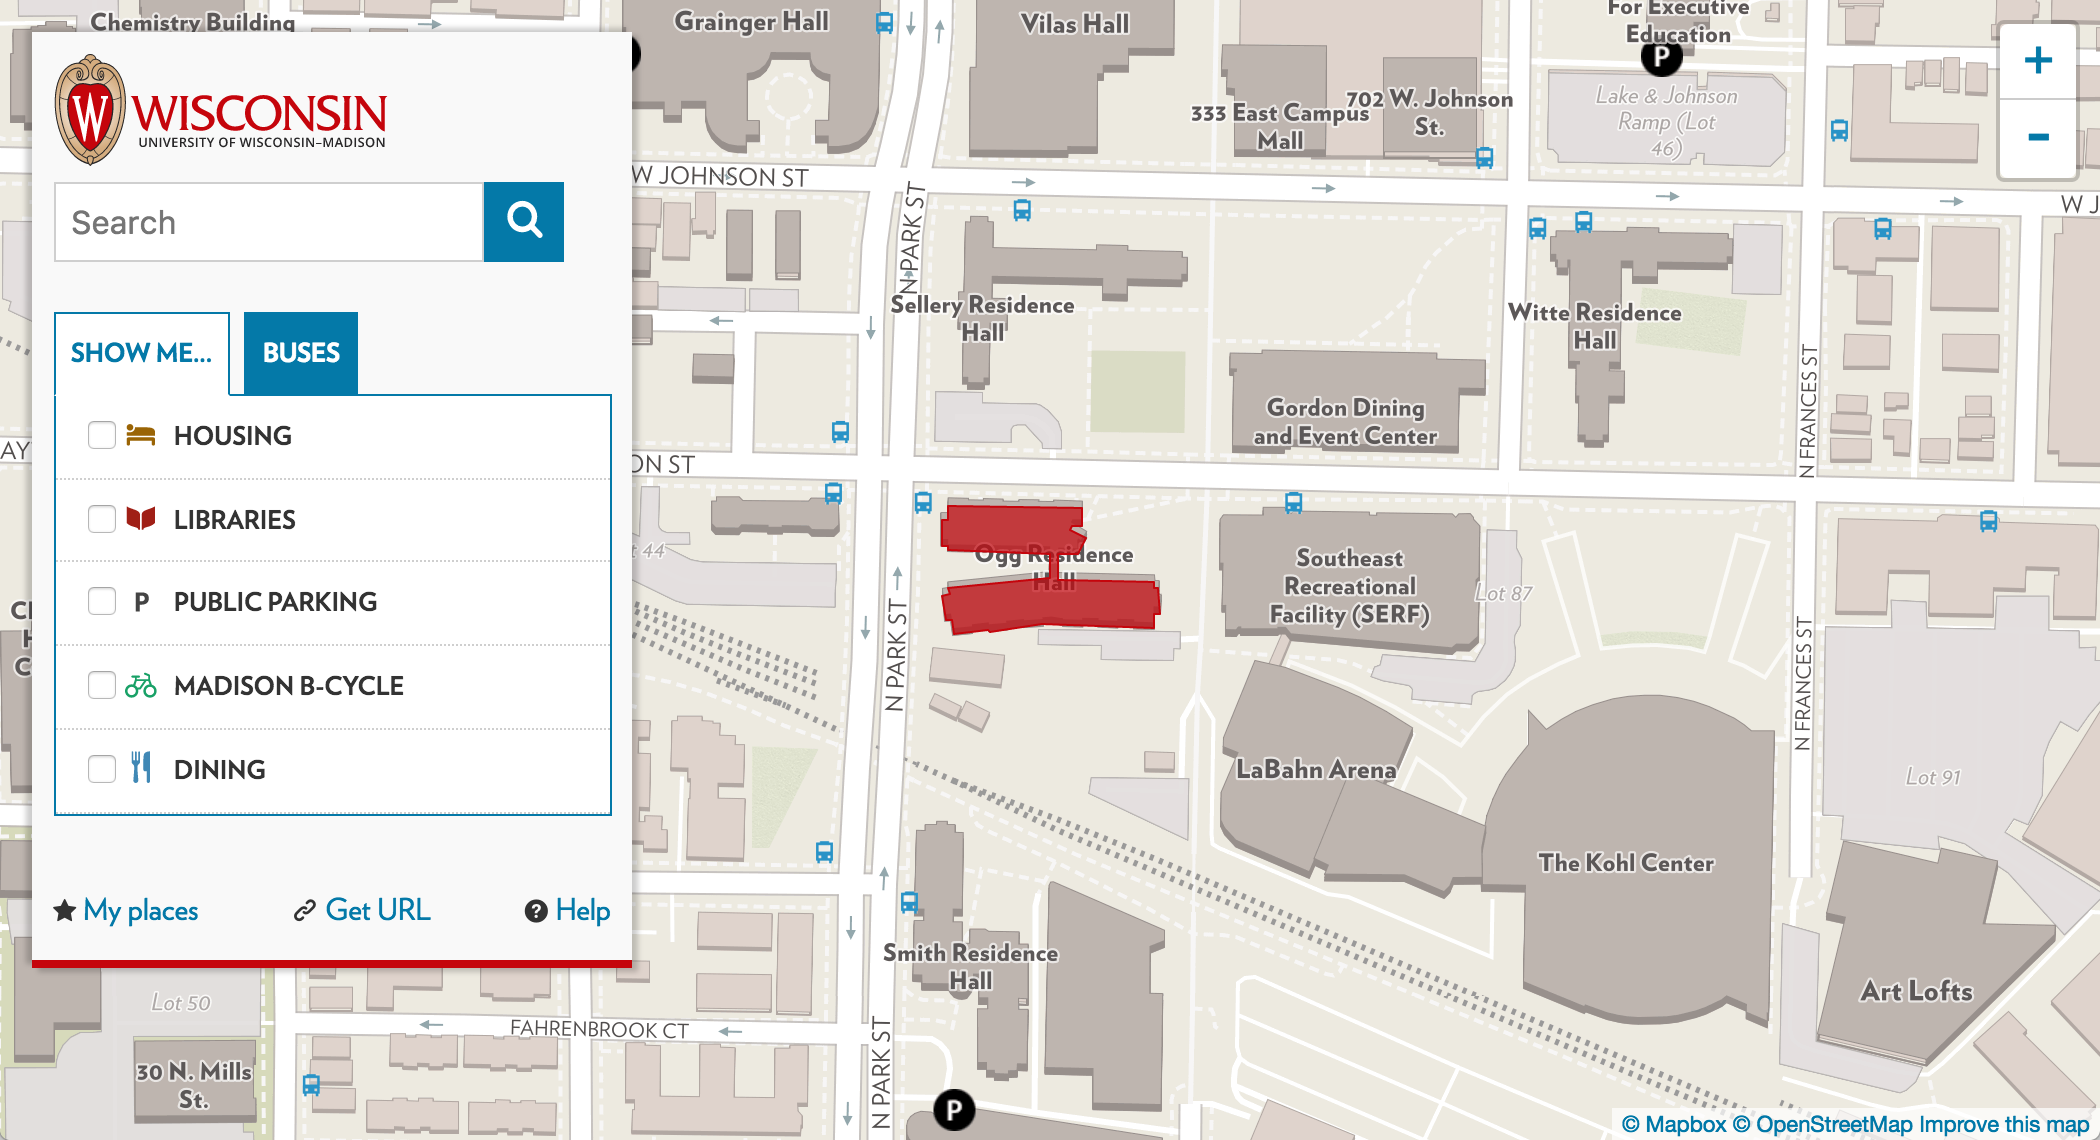 Chemistry Building
W
WISCONSIN
UNIVERSITY OF WISCONSIN–MADISON
Search
SHOW ME...
BUSES
HOUSING
LIBRARIES
P PUBLIC PARKING
MADISON B-CYCLE
DINING
My places
Get URL
? Help
Grainger Hall
Vilas Hall
For Executive
Education
P
+
-
333 East Campus
Mall
702 W. Johnson
St.
Lake & Johnson
Ramp (Lot
46)
W JOHNSON ST
W J
N PARK ST
Sellery Residence
Hall
Witte Residence
Hall
N FRANCES ST
Gordon Dining
and Event Center
AY
ON ST
t 44
Ogg Residence
Hall
Southeast
Recreational
Facility (SERF)
Lot 87
N PARK ST
N FRANCES ST
LaBahn Arena
Lot 91
The Kohl Center
Smith Residence
Hall
Art Lofts
Lot 50
FAHRENBROOK CT
N PARK ST
30 N. Mills
St.
P
© Mapbox © OpenStreetMap Improve this map